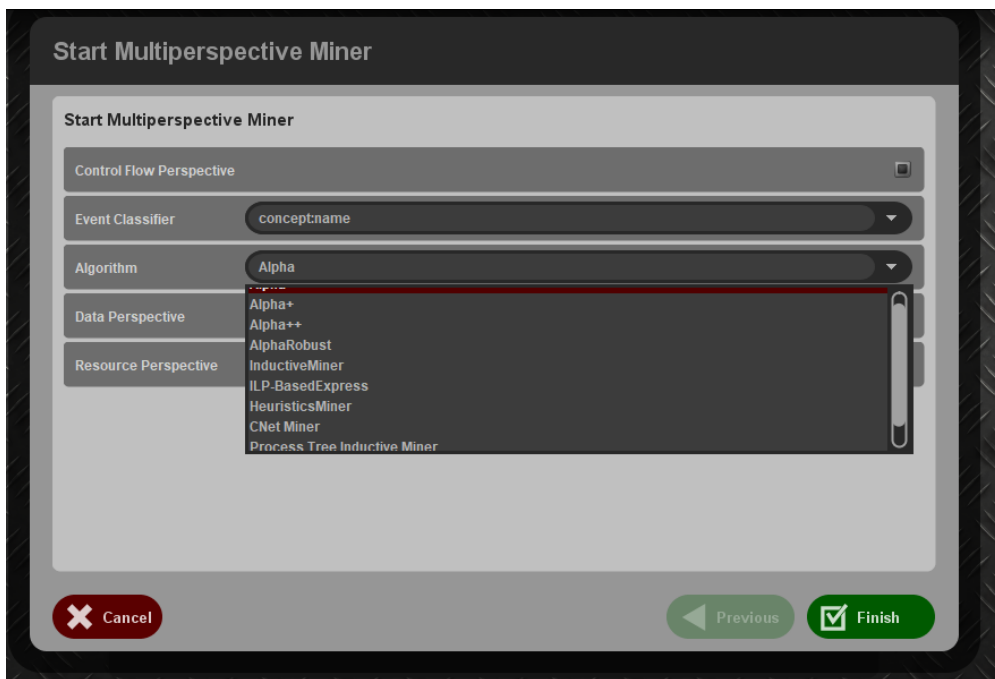 Start Multiperspective Miner
Start Multiperspective Miner
Control Flow Perspective
Event Classifier
concept:name
Algorithm
Alpha
Alpha+
Alpha++
AlphaRobust
InductiveMiner
ILP-BasedExpress
HeuristicsMiner
CNet Miner
Process Tree Inductive Miner
Data Perspective
Resource Perspective
Cancel
Previous
Finish